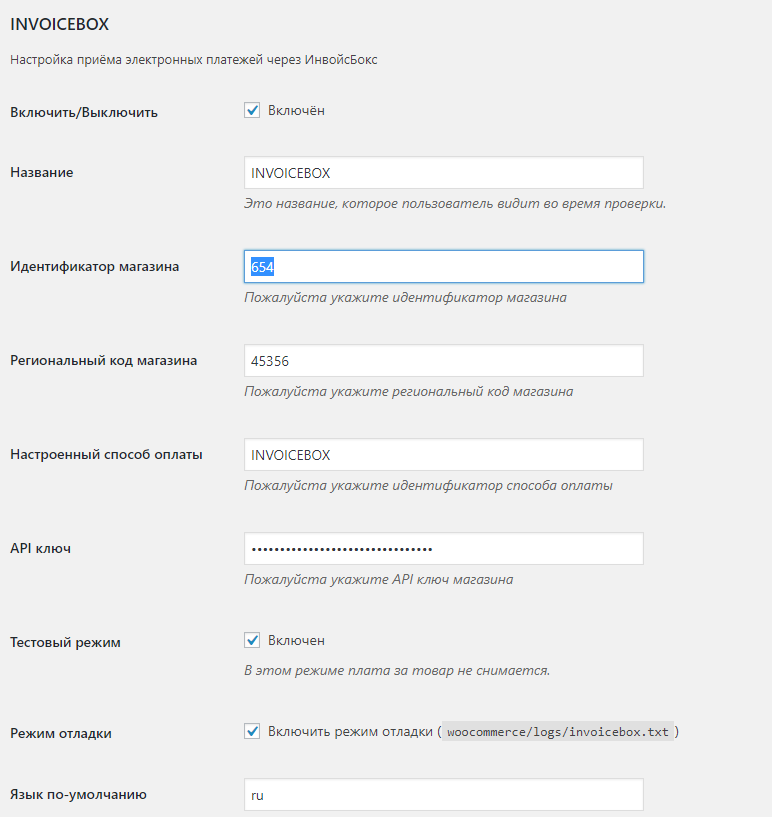 INVOICEBOX
Настройка приёма электронных платежей через ИнвойсБокс
Включить/Выключить
Включён
Название
INVOICEBOX
Это название, которое пользователь видит во время проверки.
Идентификатор магазина
654
Пожалуйста укажите идентификатор магазина
Региональный код магазина
45356
Пожалуйста укажите региональный код магазина
Настроенный способ оплаты
INVOICEBOX
Пожалуйста укажите идентификатор способа оплаты
API ключ
••••••••••••••••••••••••••••••••
Пожалуйста укажите API ключ магазина
Тестовый режим
Включен
В этом режиме плата за товар не снимается.
Режим отладки
Включить режим отладки ( woocommerce/logs/invoicebox.txt )
Язык по-умолчанию
ru